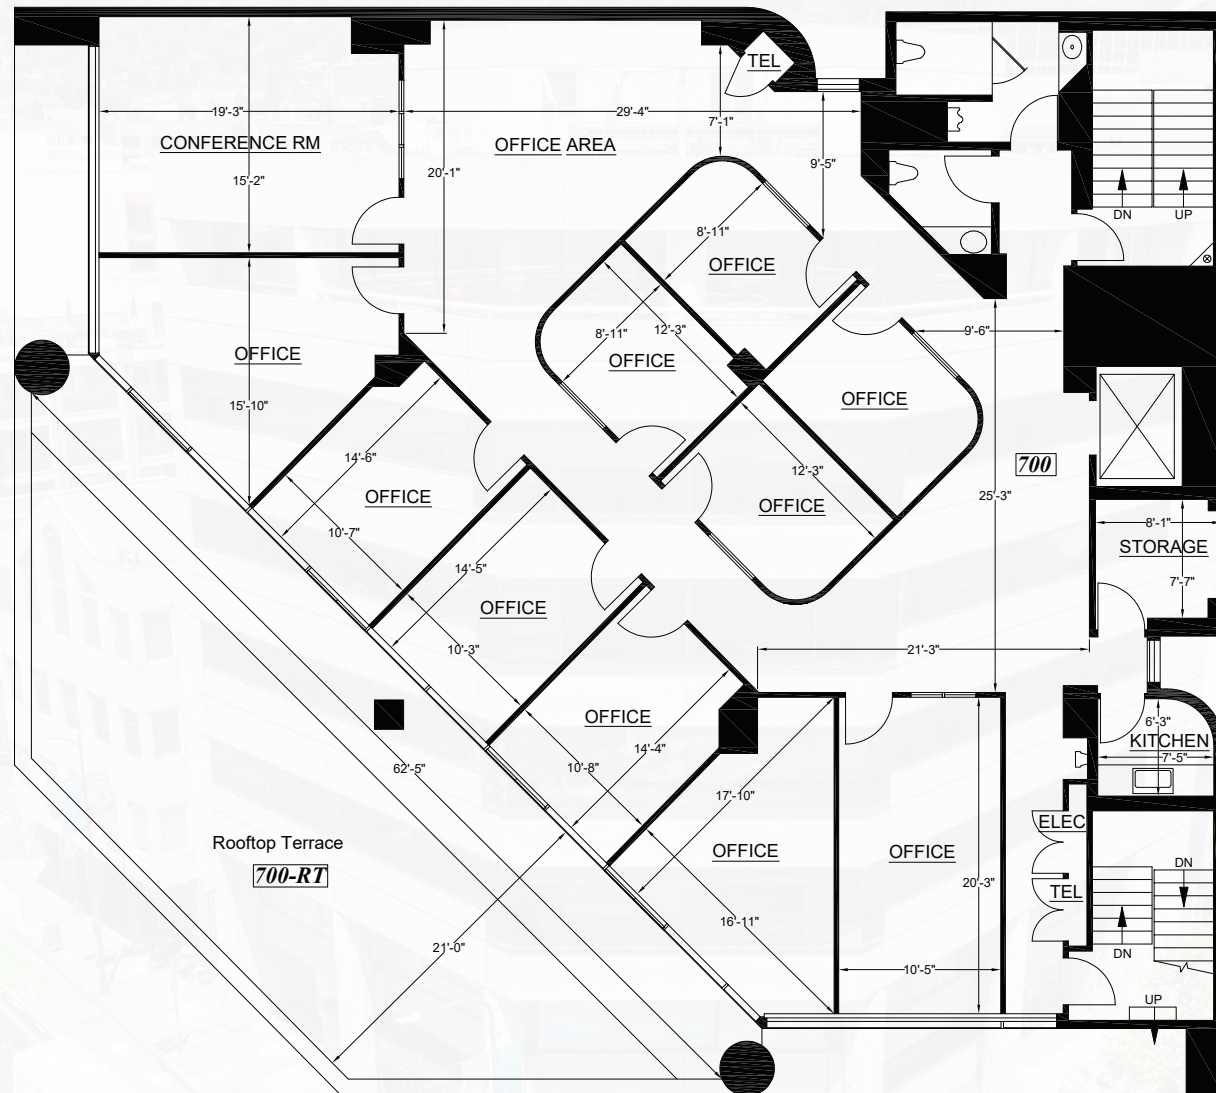 TEL
19'-3"
29'-4"
7'-1"
CONFERENCE RM
OFFICE AREA
9'-5"
15'-2"
20'-1"
DN
UP
8'-11"
OFFICE
12'-3"
9'-6"
8'-11"
OFFICE
OFFICE
15'-10"
OFFICE
14'-6"
12'-3"
700
OFFICE
25'-3"
OFFICE
10'-7"
8'-1"
STORAGE
14'-5"
7'-7"
OFFICE
10'-3"
21'-3"
OFFICE
6'-3"
14'-4"
KITCHEN
7'-5"
62'-5"
10'-8"
17'-10"
ELEC
Rooftop Terrace
OFFICE
OFFICE
700-RT
DN
20'-3"
TEL
16'-11"
21'-0"
DN
10'-5"
UP